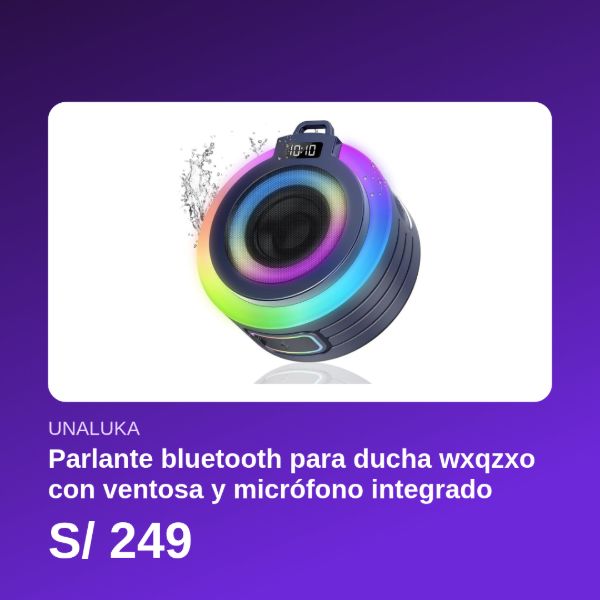 10:10
UNALUKA
Parlante bluetooth para ducha wxqzxo
con ventosa y micrófono integrado
S/ 249